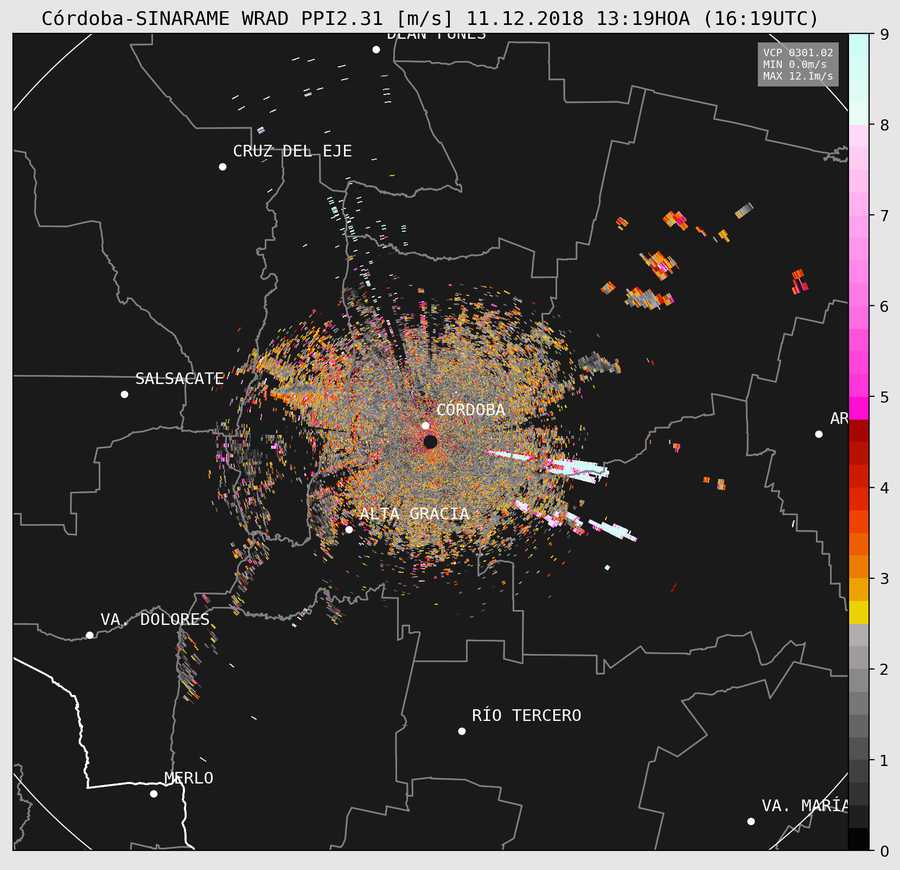 Córdoba-SINARAME WRAD PPI2.31 [m/s] 11.12.2018 13:19HOA (16:19UTC)
DEAN FUNES
VCP 0301.02
MIN 0.0m/s
MAX 12.1m/s
CRUZ DEL EJE
SALSACATE
CÓRDOBA
AR
ALTA GRACIA
VA. DOLORES
RÍO TERCERO
MERLO
VA. MARÍA
9
8
7
6
5
4
3
2
1
0